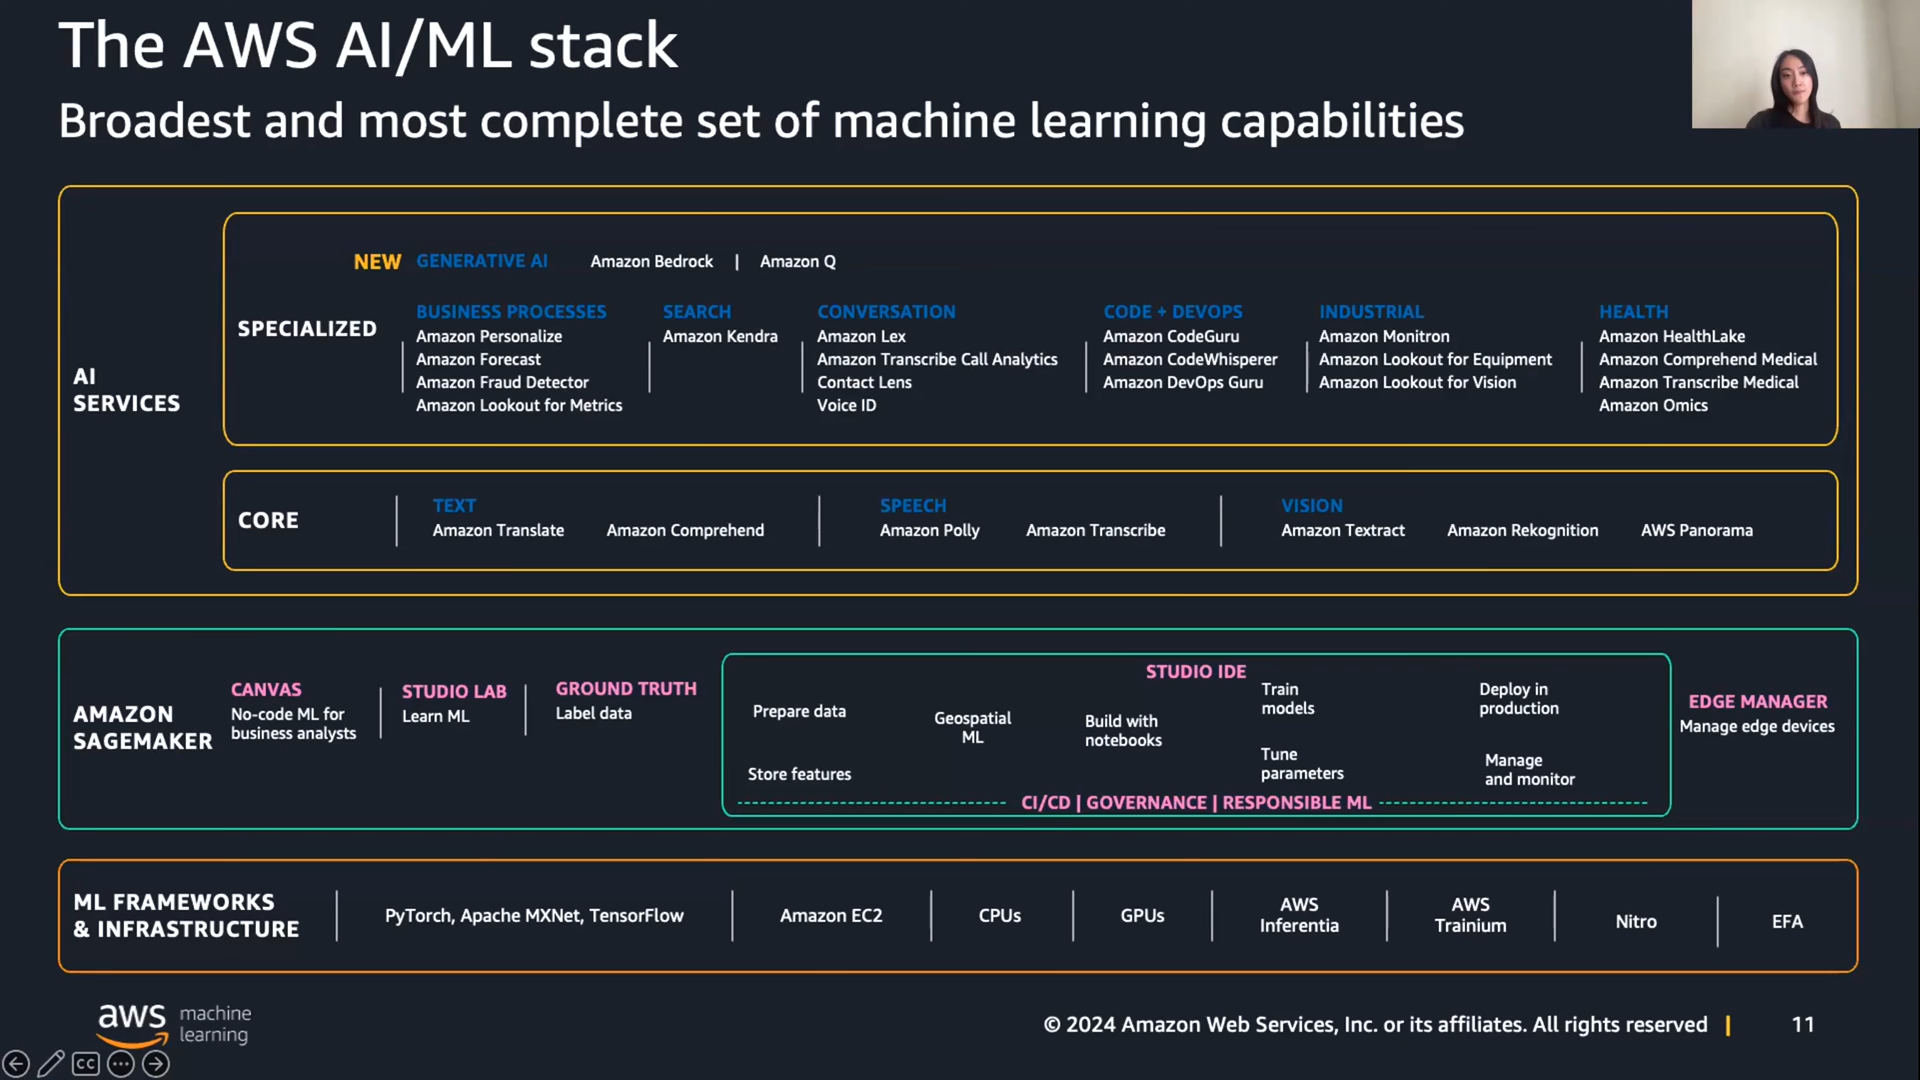 The AWS AI/ML stack
Broadest and most complete set of machine learning capabilities
AI
SERVICES
SPECIALIZED
NEW GENERATIVE AI Amazon Bedrock | Amazon Q
BUSINESS PROCESSES
Amazon Personalize
Amazon Forecast
Amazon Fraud Detector
Amazon Lookout for Metrics
SEARCH
Amazon Kendra
CONVERSATION
Amazon Lex
Amazon Transcribe Call Analytics
Contact Lens
Voice ID
CODE + DEVOPS
Amazon CodeGuru
Amazon CodeWhisperer
Amazon DevOps Guru
INDUSTRIAL
Amazon Monitron
Amazon Lookout for Equipment
Amazon Lookout for Vision
HEALTH
Amazon HealthLake
Amazon Comprehend Medical
Amazon Transcribe Medical
Amazon Omics
CORE
TEXT
Amazon Translate Amazon Comprehend
SPEECH
Amazon Polly Amazon Transcribe
VISION
Amazon Textract Amazon Rekognition AWS Panorama
AMAZON
SAGEMAKER
CANVAS
No-code ML for
business analysts
STUDIO LAB
Learn ML
GROUND TRUTH
Label data
STUDIO IDE
Prepare data
Store features
Geospatial
ML
Build with
notebooks
Train
models
Tune
parameters
Deploy in
production
Manage
and monitor
CI/CD | GOVERNANCE | RESPONSIBLE ML
EDGE MANAGER
Manage edge devices
ML FRAMEWORKS
& INFRASTRUCTURE
PyTorch, Apache MXNet, TensorFlow
Amazon EC2
CPUs
GPUs
AWS
Inferentia
AWS
Trainium
Nitro
EFA
aws machine
learning
© 2024 Amazon Web Services, Inc. or its affiliates. All rights reserved | 11
CC